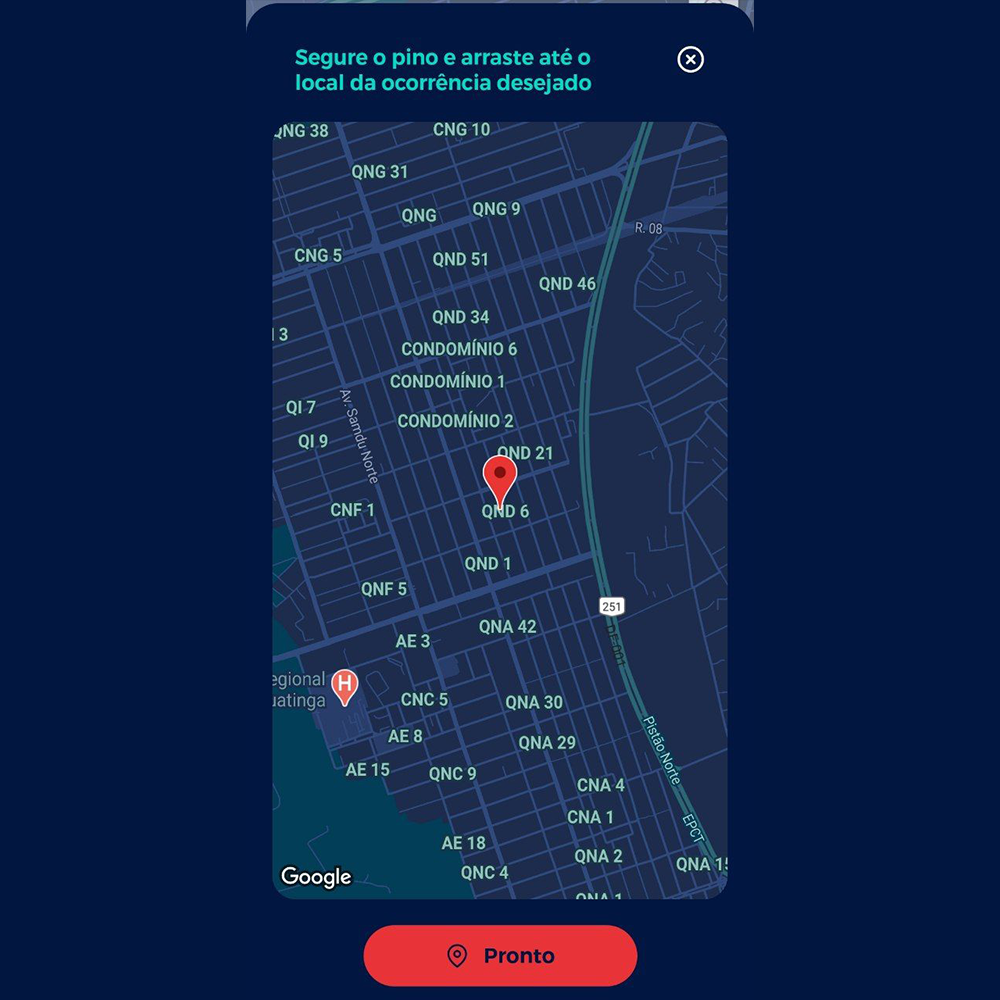 Segure o pino e arraste até o
local da ocorrência desejado
QNG 38
CNG 10
QNG 31
QNG
QNG 9
R. 08
CNG 5
QND 51
QND 46
QND 34
3
CONDOMÍNIO 6
CONDOMÍNIO 1
QI 7
Av. Samdu Norte
CONDOMÍNIO 2
QI 9
QND 21
CNF 1
QND 6
QND 1
QNF 5
251
QNA 42
AE 3
DF-001
egional
uatinga
H
CNC 5
QNA 30
AE 8
QNA 29
Pistão Norte
AE 15
QNC 9
CNA 4
CNA 1
EPCT
AE 18
QNA 2
QNA 15
Google
QNC 4
QNA 1
Pronto